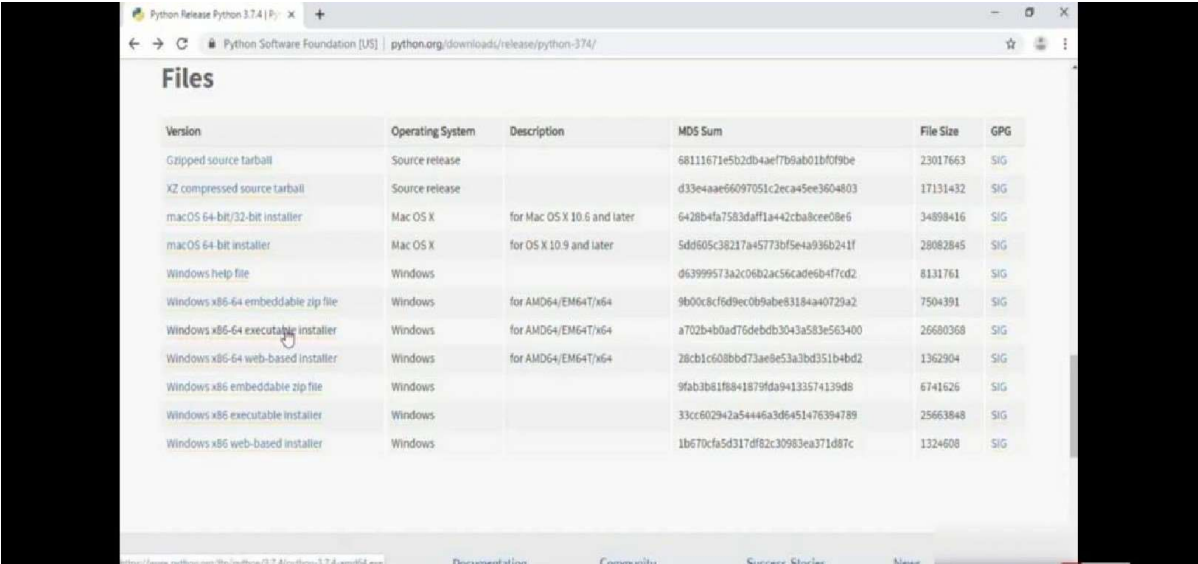 Python Release Python 3.7.4 | Py
Python Software Foundation [US] | python.org/downloads/release/python-374/
Files
Version Operating System Description MD5 Sum File Size GPG
Gzipped source tarball Source release 68111671e5b2db4aef7b9ab01bf0f9be 23017663 SIG
XZ compressed source tarball Source release d33e4aae66097051c2eca45ee3604803 17131432 SIG
macOS 64-bit/32-bit installer Mac OS X for Mac OS X 10.6 and later 6428b4fa7583daff1a442cba8cee08e6 34898416 SIG
macOS 64-bit installer Mac OS X for OS X 10.9 and later 5dd605c38217a45773bf5e4a936b241f 28082845 SIG
Windows help file Windows d63999573a2c06b2ac56cade6b4f7cd2 8131761 SIG
Windows x86-64 embeddable zip file Windows for AMD64/EM64T/x64 9b00c8cf6d9ec0b9abe83184a40729a2 7504391 SIG
Windows x86-64 executable installer Windows for AMD64/EM64T/x64 a702b4b0ad76debdb3043a583e563400 26680368 SIG
Windows x86-64 web-based installer Windows for AMD64/EM64T/x64 28cb1c608bbd73ae8e53a3bd351b4bd2 1362904 SIG
Windows x86 embeddable zip file Windows 9fab3b81f8841879fda94133574139d8 6741626 SIG
Windows x86 executable installer Windows 33cc602942a54446a3d6451476394789 25663848 SIG
Windows x86 web-based installer Windows 1b670cfa5d317df82c30983ea371d87c 1324608 SIG
Documentation Community Success Stories News